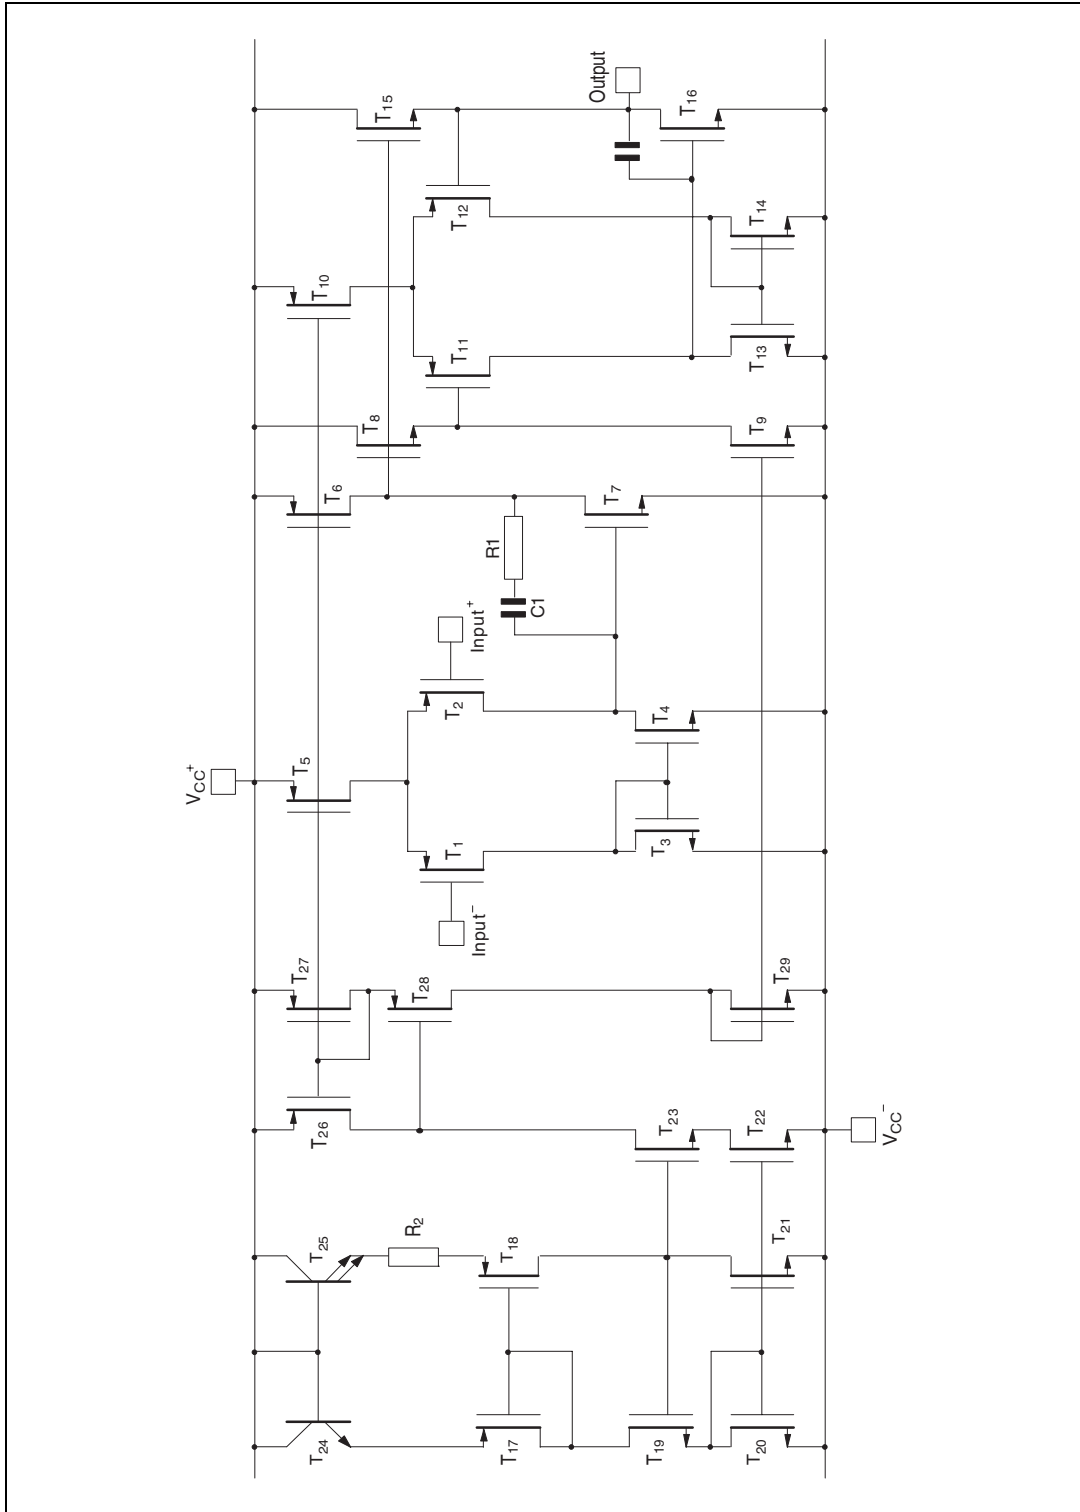 T15
Output
T16
T12
T14
T10
T11
T13
T8
T9
T6
T7
R1
C1
Input+
T2
T4
VCC+
T5
T1
T3
Input−
T27
T28
T29
T26
T23
T22
VCC−
T25
R2
T18
T21
T24
T17
T19
T20